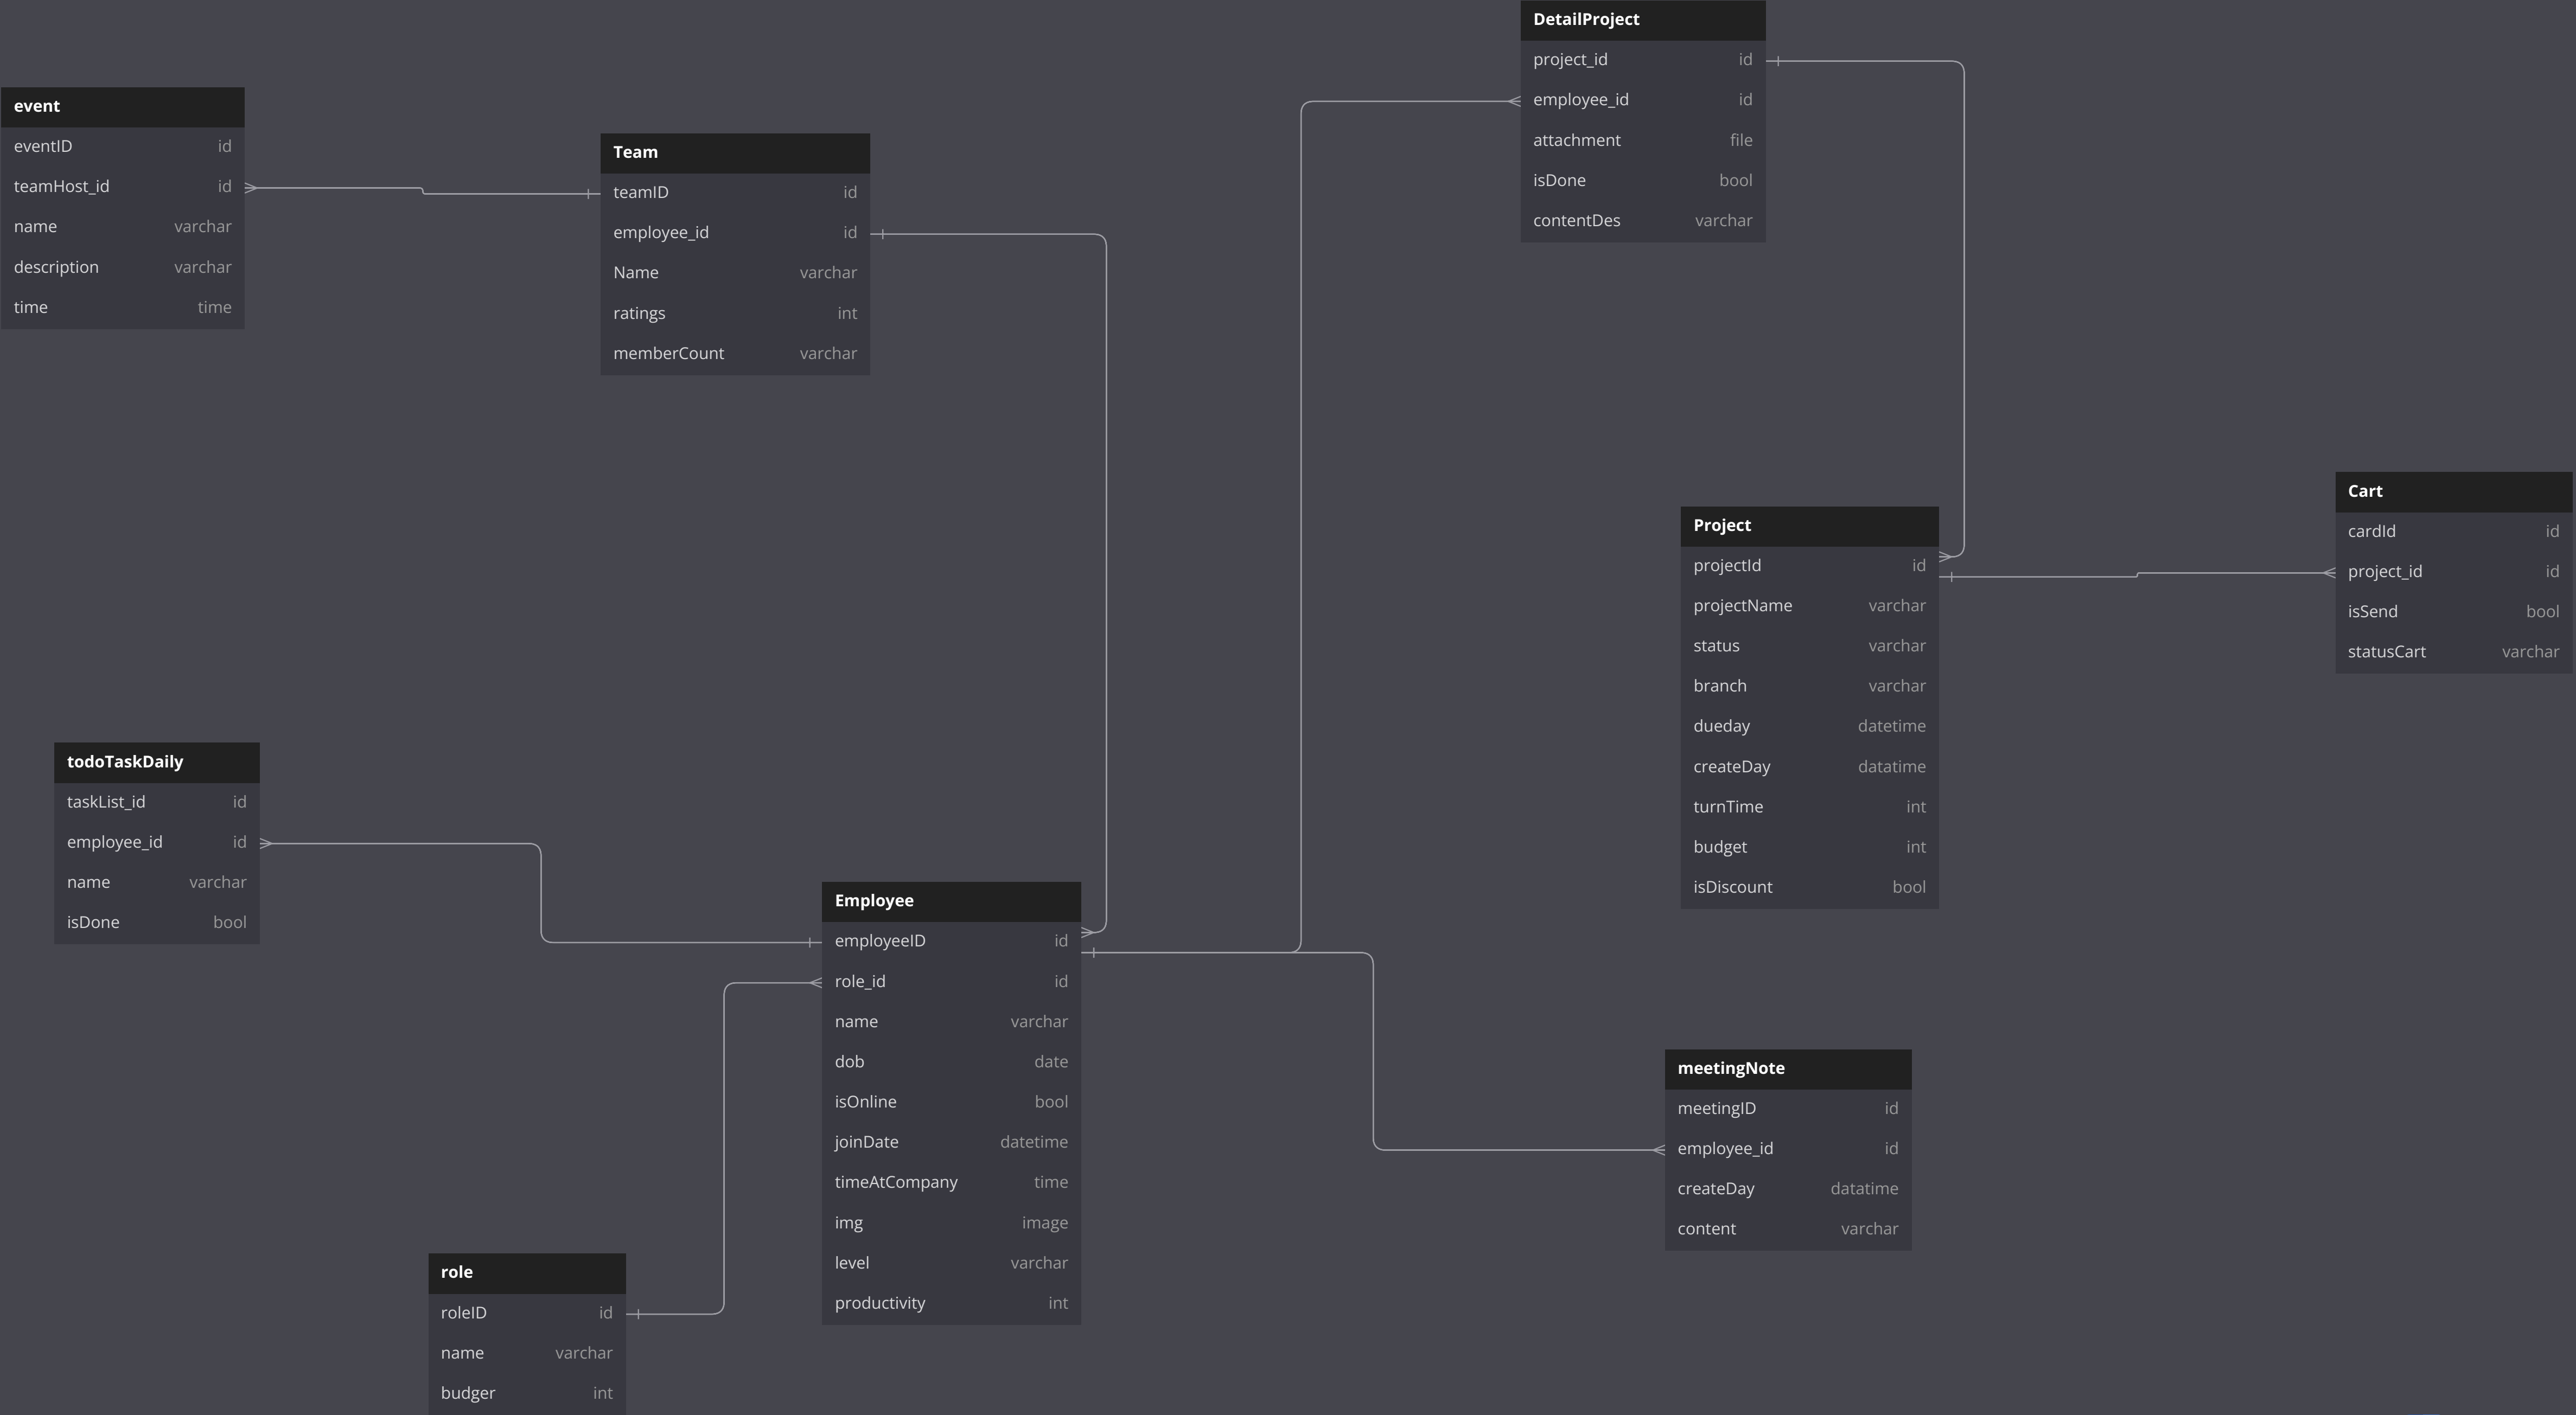 DetailProject
project_id id
employee_id id
attachment file
isDone bool
contentDes varchar
event
eventID id
teamHost_id id
name varchar
description varchar
time time
Team
teamID id
employee_id id
Name varchar
ratings int
memberCount varchar
Cart
cardId id
project_id id
isSend bool
statusCart varchar
Project
projectId id
projectName varchar
status varchar
branch varchar
dueday datetime
createDay datatime
turnTime int
budget int
isDiscount bool
todoTaskDaily
taskList_id id
employee_id id
name varchar
isDone bool
Employee
employeeID id
role_id id
name varchar
dob date
isOnline bool
joinDate datetime
timeAtCompany time
img image
level varchar
productivity int
meetingNote
meetingID id
employee_id id
createDay datatime
content varchar
role
roleID id
name varchar
budger int